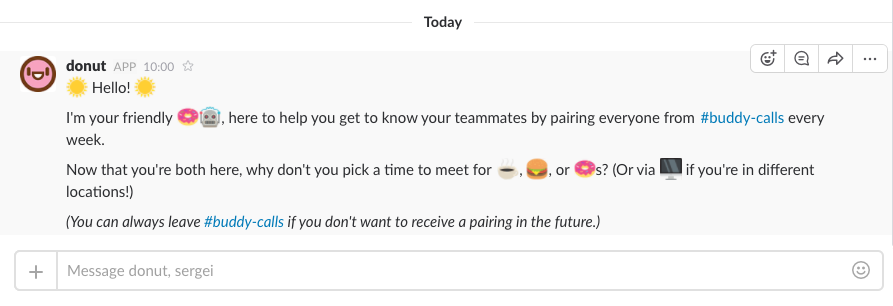 Today
donut APP 10:00 ☆
☀️ Hello! ☀️
I'm your friendly 🍩🤖, here to help you get to know your teammates by pairing everyone from #buddy-calls every
week.
Now that you're both here, why don't you pick a time to meet for ☕, 🍔, or 🍩s? (Or via 🖥️ if you're in different
locations!)
(You can always leave #buddy-calls if you don't want to receive a pairing in the future.)
Message donut, sergei